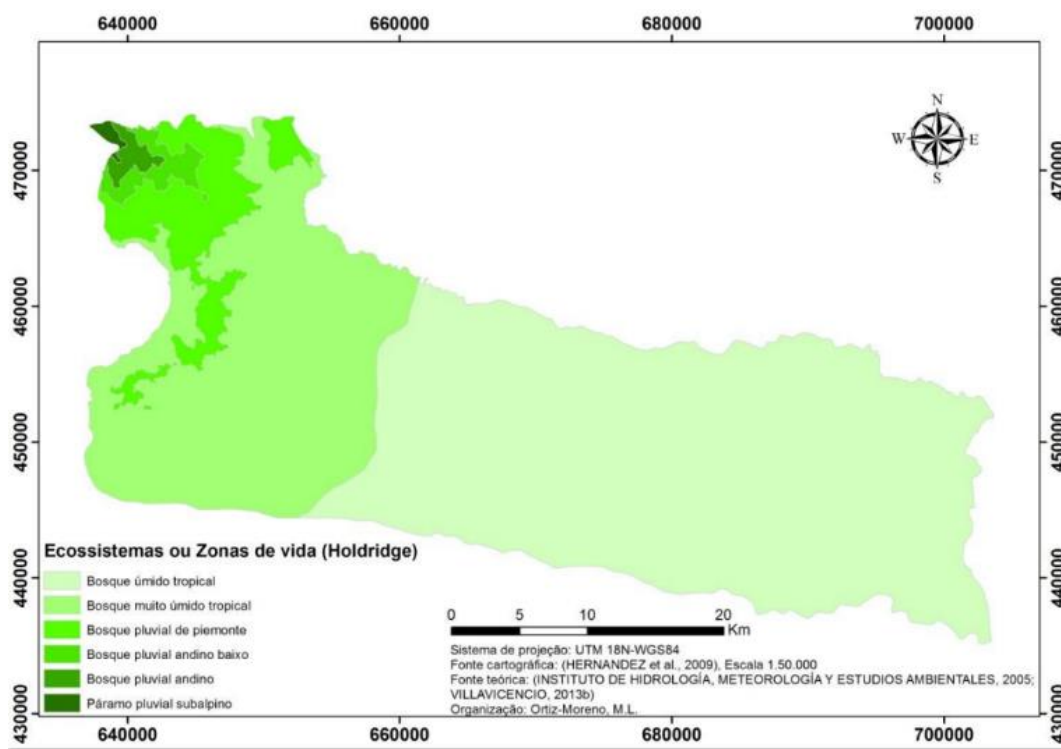 640000 660000 680000 700000
N
W E
S
470000 470000
460000 460000
450000 450000
440000 440000
430000 430000
Ecossistemas ou Zonas de vida (Holdridge)
Bosque úmido tropical
Bosque muito úmido tropical
Bosque pluvial de piemonte
Bosque pluvial andino baixo
Bosque pluvial andino
Páramo pluvial subalpino
0 5 10 20
Km
Sistema de projeção: UTM 18N-WGS84
Fonte cartográfica: (HERNANDEZ et al., 2009), Escala 1:50.000
Fonte teórica: (INSTITUTO DE HIDROLOGÍA, METEOROLOGÍA Y ESTUDIOS AMBIENTALES, 2005;
VILLAVICENCIO, 2013b)
Organização: Ortiz-Moreno, M.L.
640000 660000 680000 700000